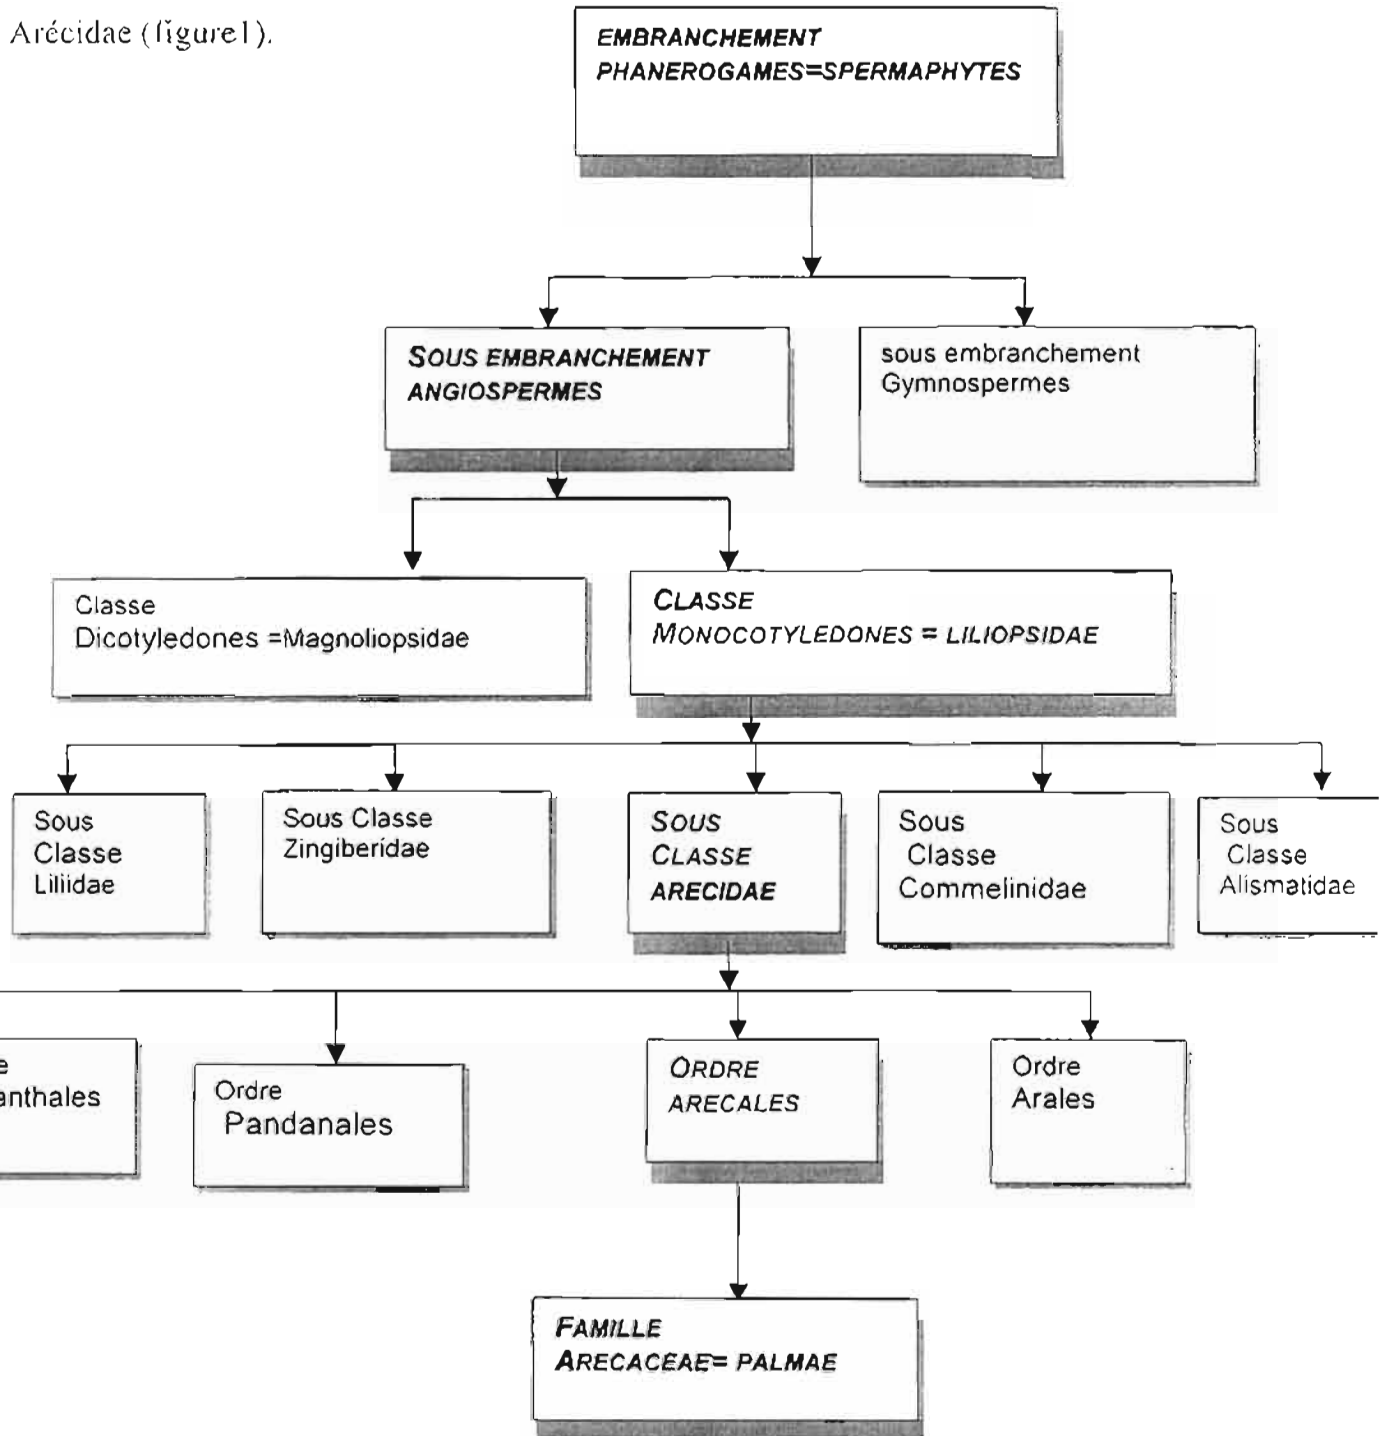 Arécidae (figure1).
EMBRANCHEMENT
PHANEROGAMES=SPERMAPHYTES
SOUS EMBRANCHEMENT
ANGIOSPERMES
sous embranchement
Gymnospermes
Classe
Dicotyledones =Magnoliopsidae
CLASSE
MONOCOTYLEDONES = LILIOPSIDAE
Sous
Classe
Liliidae
Sous Classe
Zingiberidae
SOUS
CLASSE
ARECIDAE
Sous
Classe
Commelinidae
Sous
Classe
Alismatidae
e
anthales
Ordre
Pandanales
ORDRE
ARECALES
Ordre
Arales
FAMILLE
ARECACEAE= PALMAE